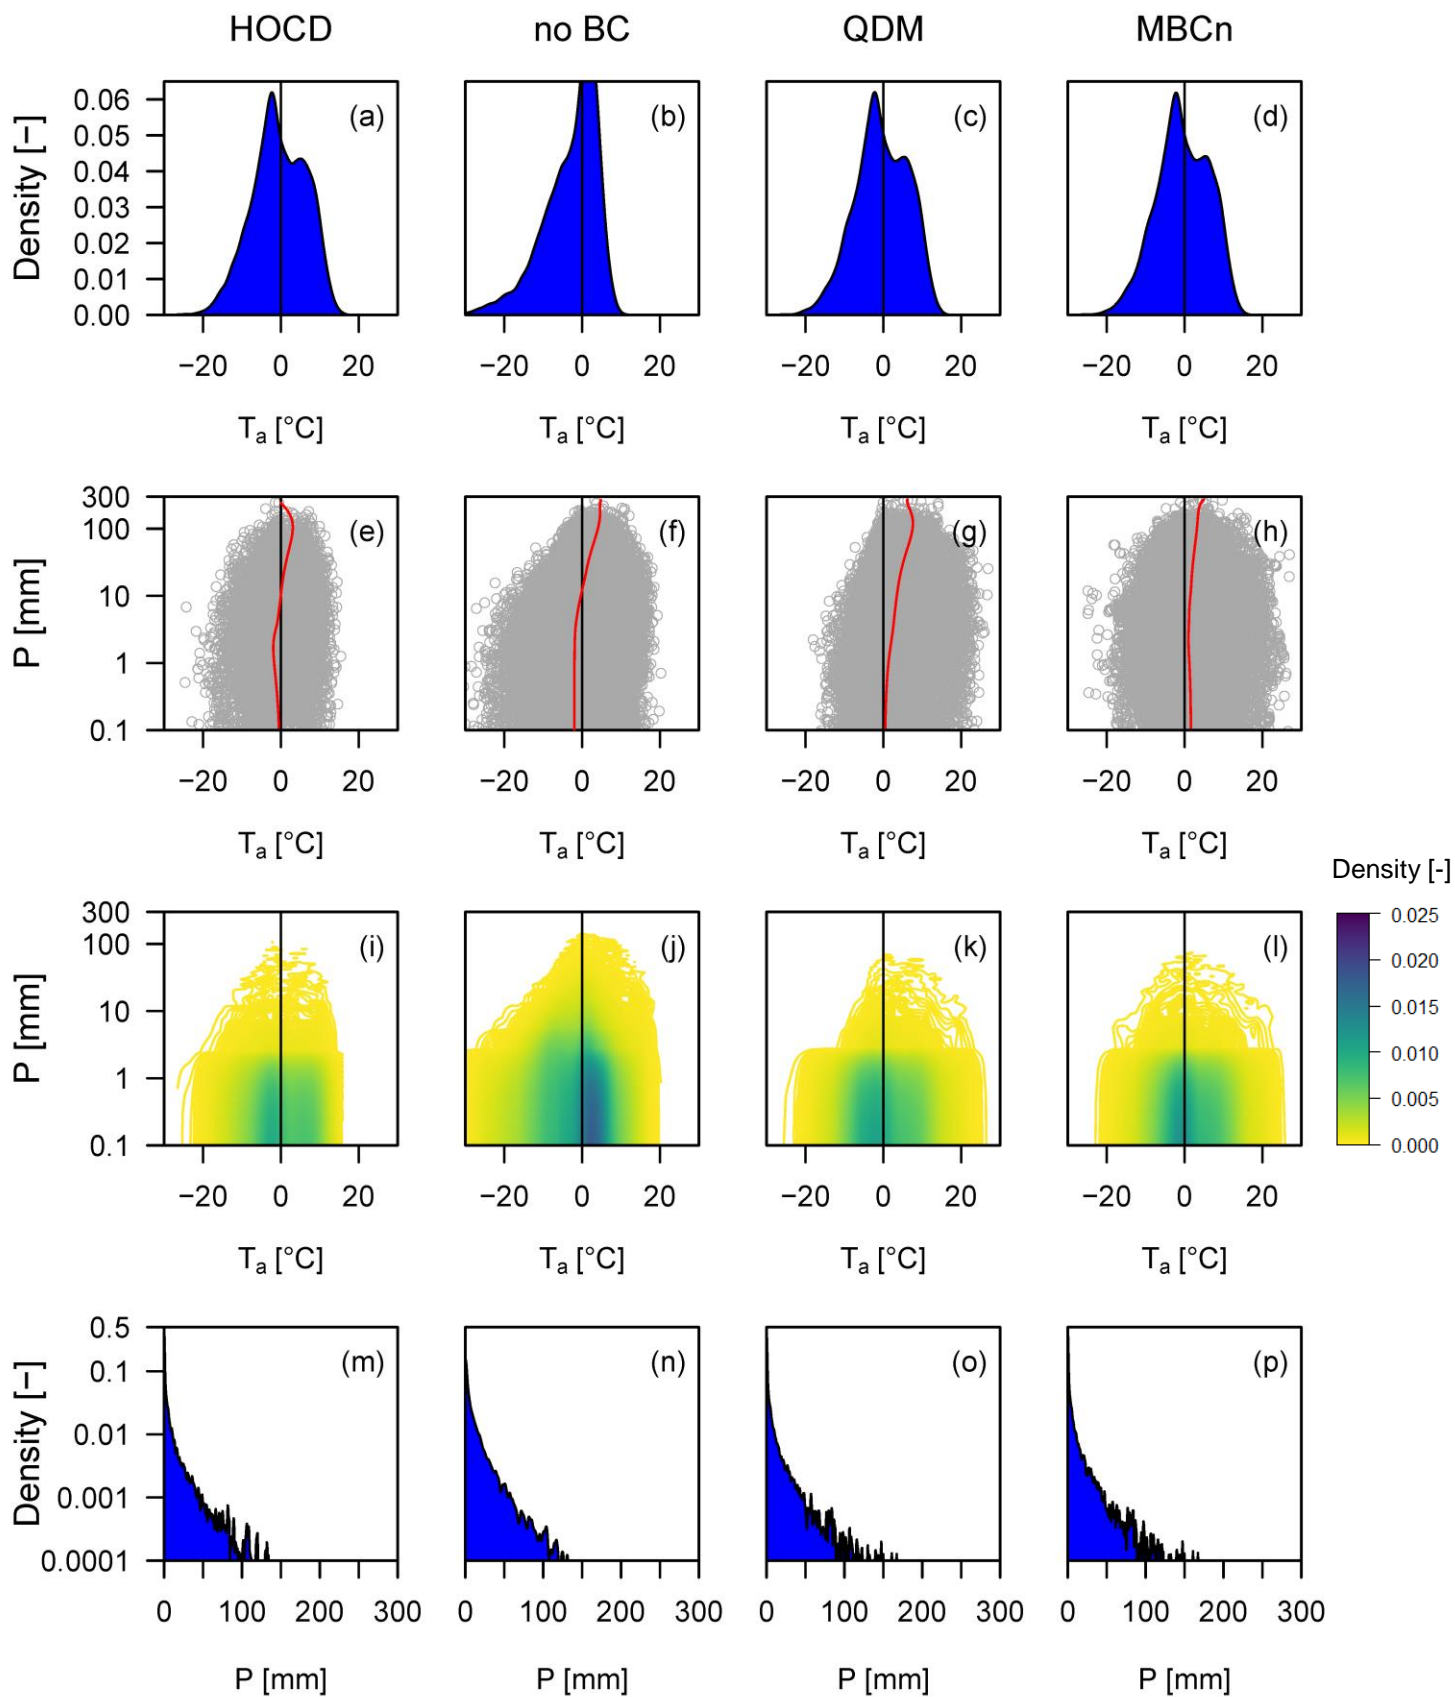 HOCD no BC QDM MBCn
Density [−]
0.06
0.05
0.04
0.03
0.02
0.01
0.00
(a) (b) (c) (d)
−20 0 20 −20 0 20 −20 0 20 −20 0 20
Ta [°C] Ta [°C] Ta [°C] Ta [°C]
P [mm]
300
100
10
1
0.1
(e) (f) (g) (h)
−20 0 20 −20 0 20 −20 0 20 −20 0 20
Ta [°C] Ta [°C] Ta [°C] Ta [°C]
P [mm]
300
100
10
1
0.1
(i) (j) (k) (l)
Density [-]
0.025
0.020
0.015
0.010
0.005
0.000
−20 0 20 −20 0 20 −20 0 20 −20 0 20
Ta [°C] Ta [°C] Ta [°C] Ta [°C]
Density [−]
0.5
0.1
0.01
0.001
0.0001
(m) (n) (o) (p)
0 100 200 300 0 100 200 300 0 100 200 300 0 100 200 300
P [mm] P [mm] P [mm] P [mm]